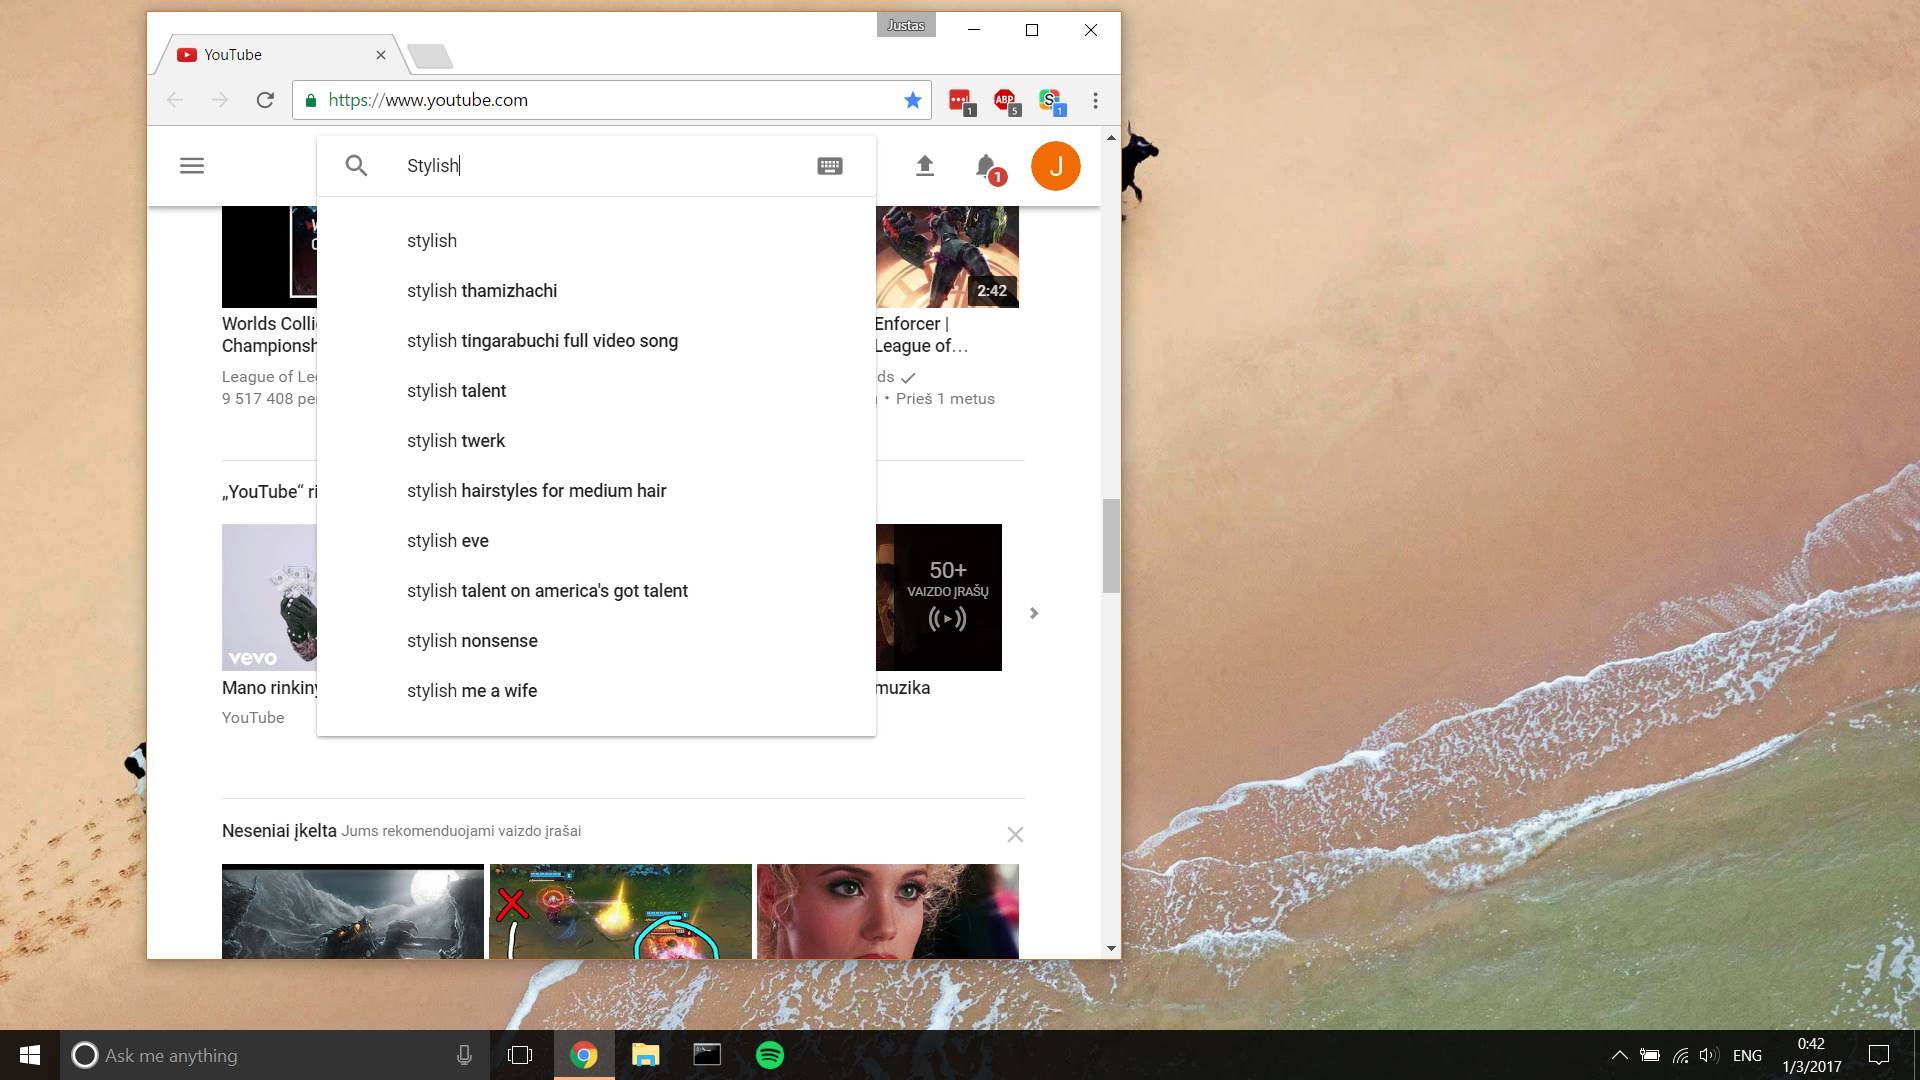 Justas
YouTube
https://www.youtube.com
1
ABP
5
S
1
Stylish
1
J
stylish
stylish thamizhachi
stylish tingarabuchi full video song
stylish talent
stylish twerk
stylish hairstyles for medium hair
stylish eve
stylish talent on america's got talent
stylish nonsense
stylish me a wife
2:42
Worlds Colli
Championsh
League of Le
9 517 408 pe
Enforcer |
League of…
ds
• Prieš 1 metus
„YouTube“ ri
vevo
50+
VAIZDO ĮRAŠŲ
Mano rinkin
YouTube
muzika
Neseniai įkelta Jums rekomenduojami vaizdo įrašai
Ask me anything
ENG
0:42
1/3/2017